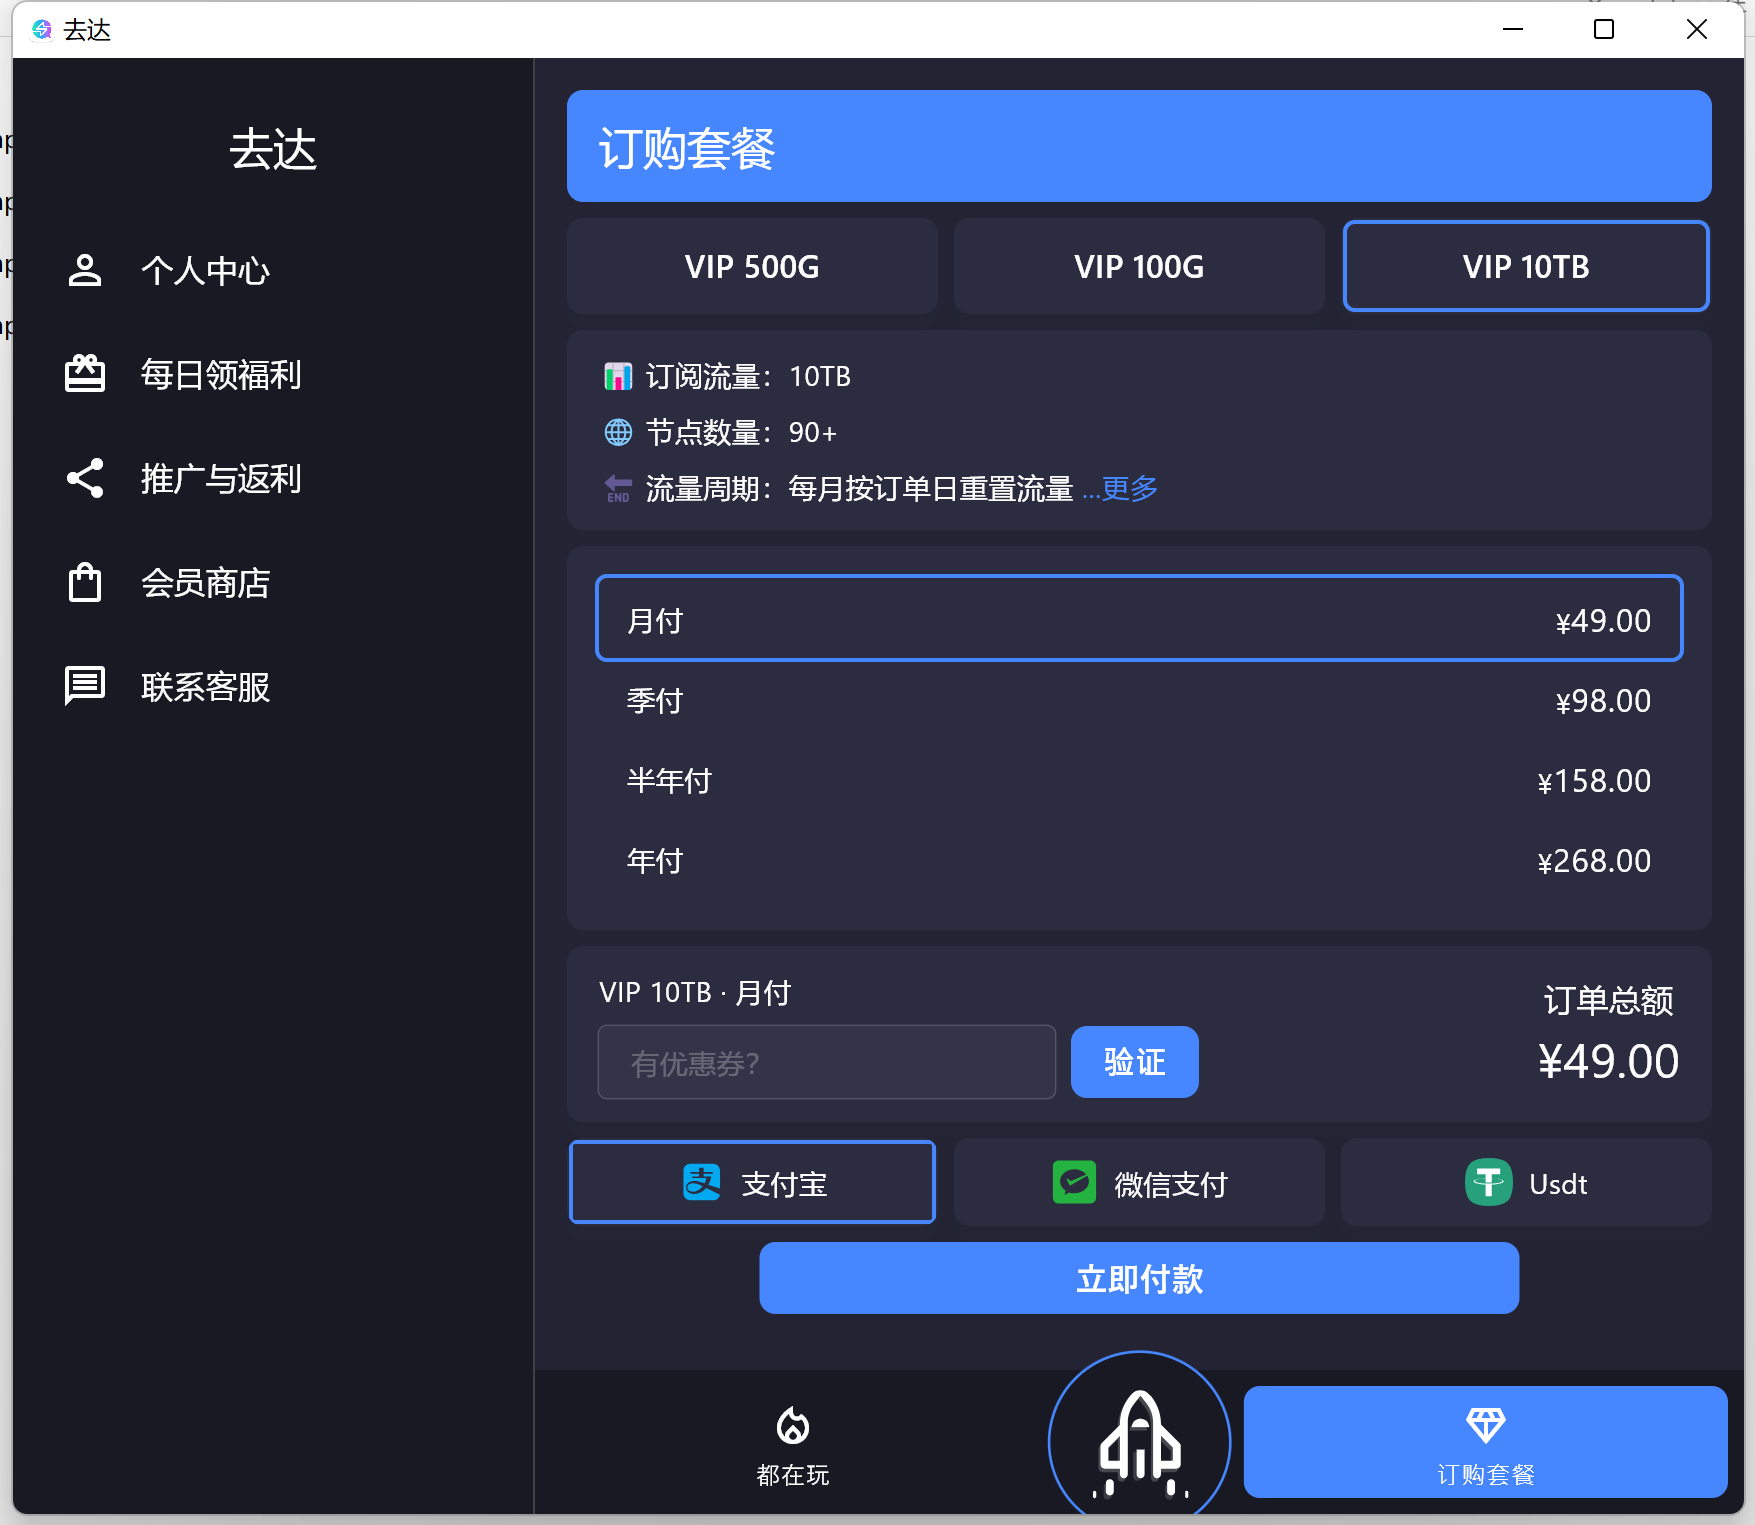 去达
去达
个人中心
每日领福利
推广与返利
会员商店
联系客服
订购套餐
VIP 500G
VIP 100G
VIP 10TB
订阅流量：10TB
节点数量：90+
END 流量周期：每月按订单日重置流量 ...更多
月付 ¥49.00
季付 ¥98.00
半年付 ¥158.00
年付 ¥268.00
VIP 10TB · 月付
有优惠券?
验证
订单总额
¥49.00
支 支付宝
微信支付
Usdt
立即付款
都在玩
订购套餐